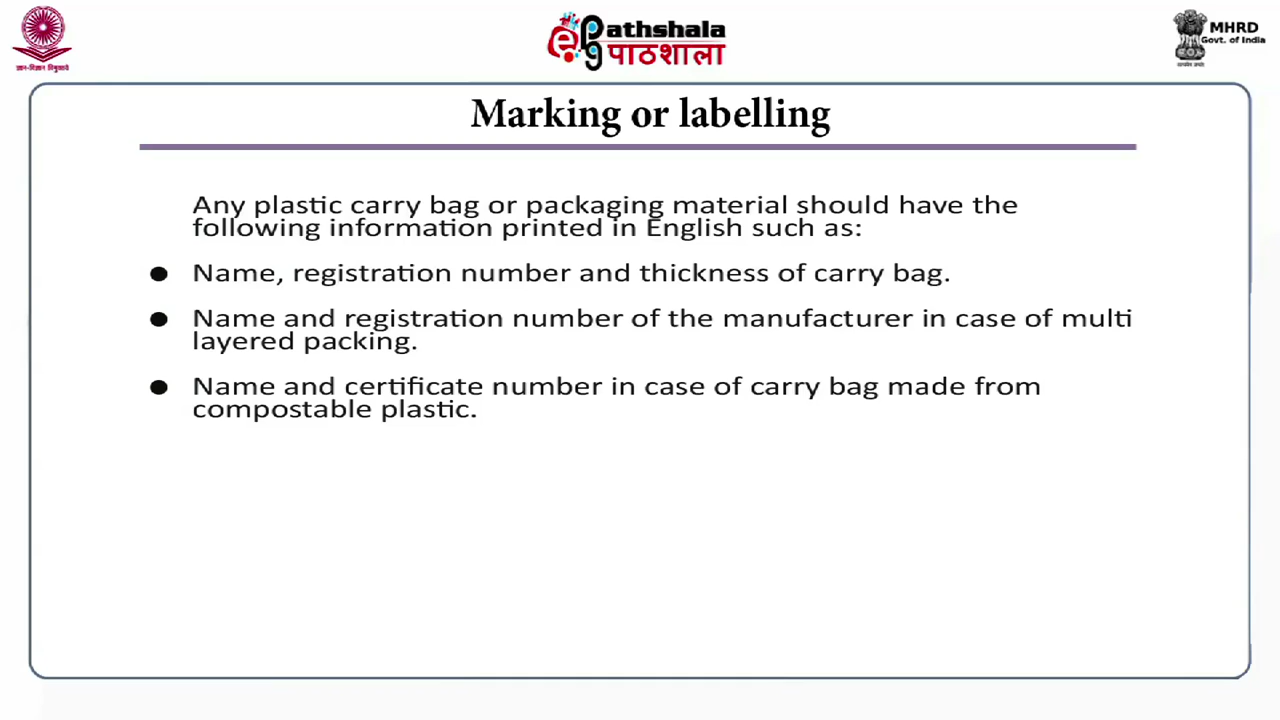 ज्ञान-विज्ञान विमुक्तये
ePathshala
पाठशाला
MHRD
Govt. of India
Marking or labelling
Any plastic carry bag or packaging material should have the
following information printed in English such as:
● Name, registration number and thickness of carry bag.
● Name and registration number of the manufacturer in case of multi
layered packing.
● Name and certificate number in case of carry bag made from
compostable plastic.